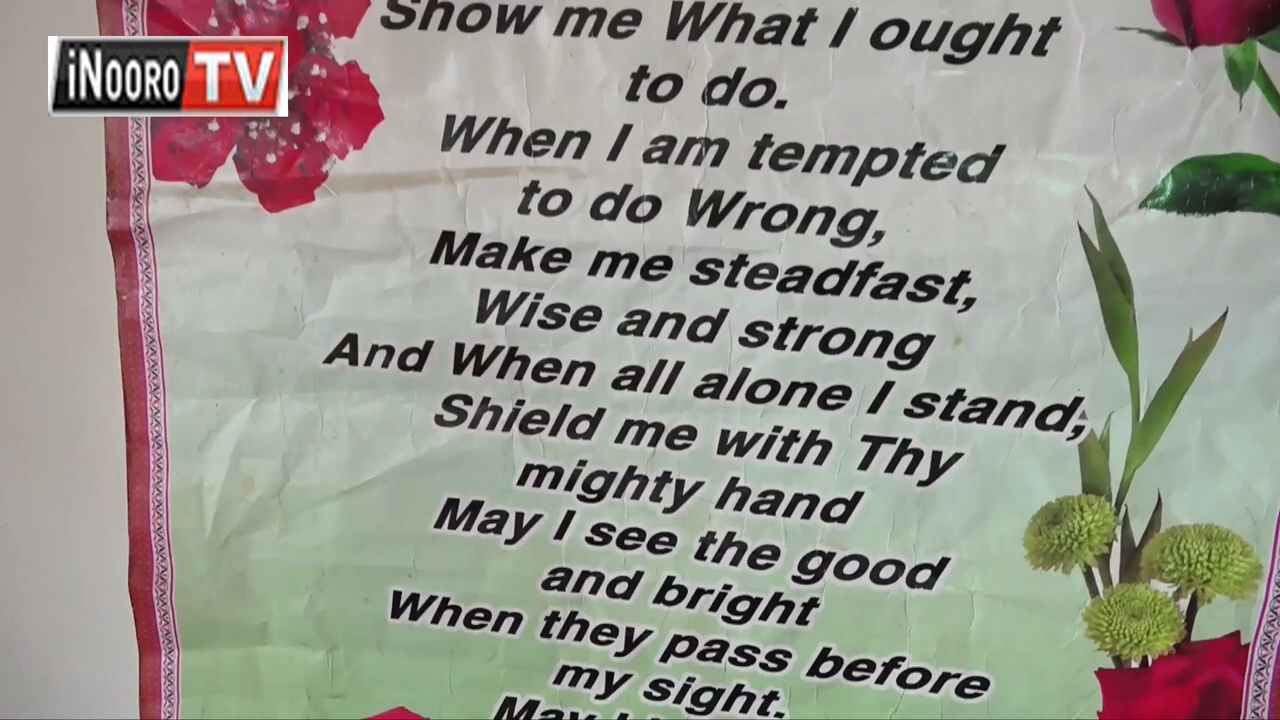 iNooro TV
Show me What I ought
to do.
When I am tempted
to do Wrong,
Make me steadfast,
Wise and strong
And When all alone I stand,
Shield me with Thy
mighty hand
May I see the good
and bright
When they pass before
my sight.
May I